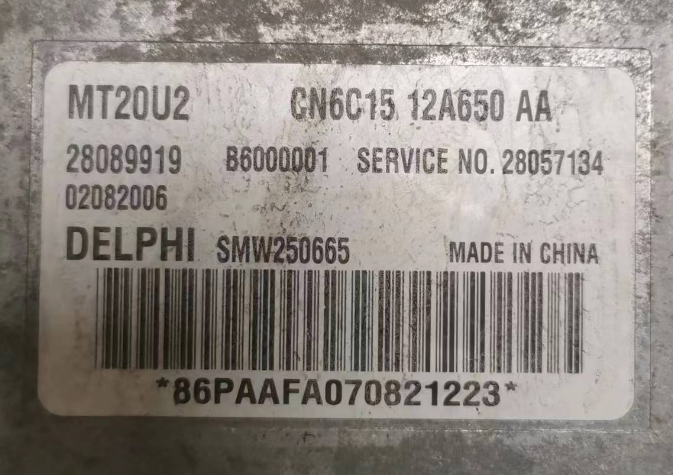 MT20U2 CN6C15 12A650 AA
28089919 B6000001 SERVICE NO. 28057134
02082006
DELPHI SMW250665 MADE IN CHINA
*86PAAFA070821223*